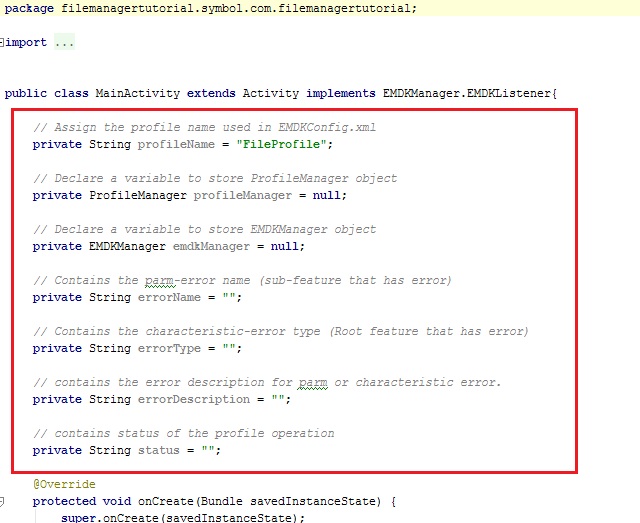 package filemanagertutorial.symbol.com.filemanagertutorial;
import ...
public class MainActivity extends Activity implements EMDKManager.EMDKListener{
// Assign the profile name used in EMDKConfig.xml
private String profileName = "FileProfile";
// Declare a variable to store ProfileManager object
private ProfileManager profileManager = null;
// Declare a variable to store EMDKManager object
private EMDKManager emdkManager = null;
// Contains the parm-error name (sub-feature that has error)
private String errorName = "";
// Contains the characteristic-error type (Root feature that has error)
private String errorType = "";
// contains the error description for parm or characteristic error.
private String errorDescription = "";
// contains status of the profile operation
private String status = "";
@Override
protected void onCreate(Bundle savedInstanceState) {
super.onCreate(savedInstanceState);